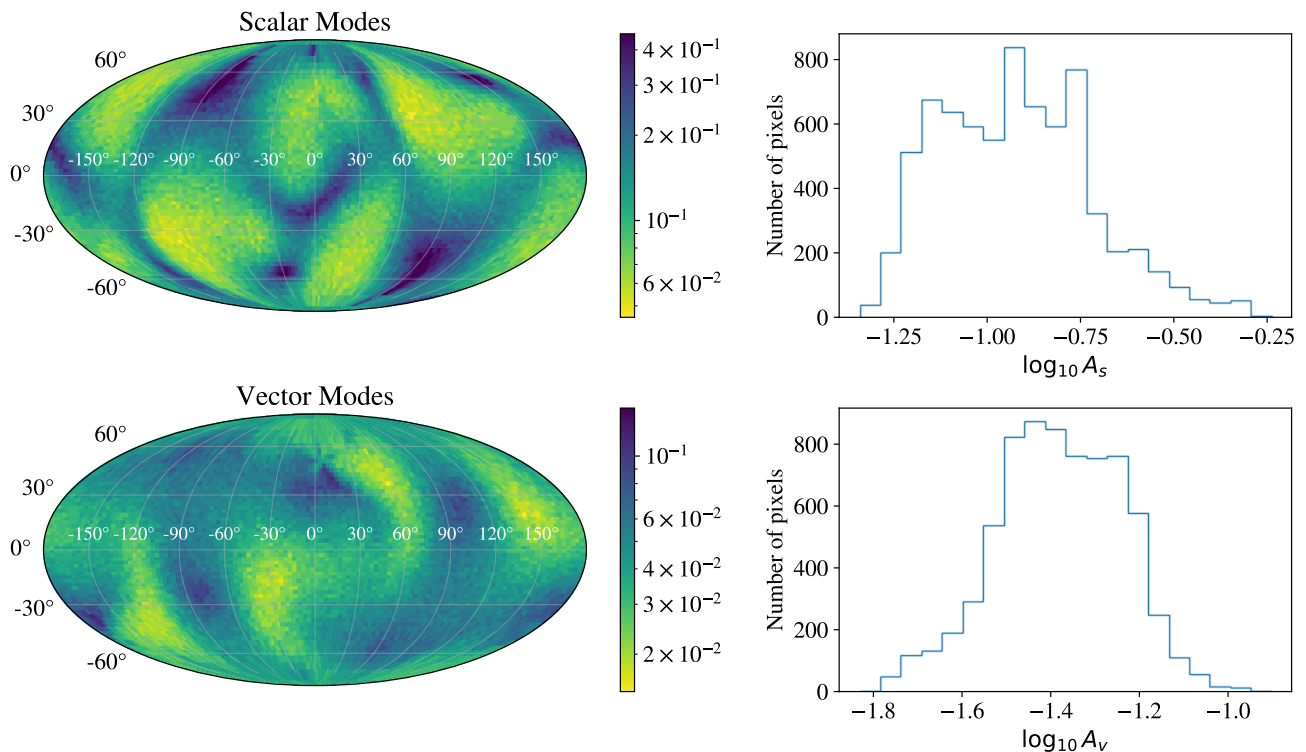 Scalar Modes
60°
30°
0°
-30°
-60°
-150° -120° -90° -60° -30° 0° 30° 60° 90° 120° 150°
4 × 10⁻¹
3 × 10⁻¹
2 × 10⁻¹
10⁻¹
6 × 10⁻²
Number of pixels
800
600
400
200
0
−1.25 −1.00 −0.75 −0.50 −0.25
log₁₀ Aₛ
Vector Modes
60°
30°
0°
-30°
-60°
-150° -120° -90° -60° -30° 0° 30° 60° 90° 120° 150°
10⁻¹
6 × 10⁻²
4 × 10⁻²
3 × 10⁻²
2 × 10⁻²
Number of pixels
800
600
400
200
0
−1.8 −1.6 −1.4 −1.2 −1.0
log₁₀ Aᵥ